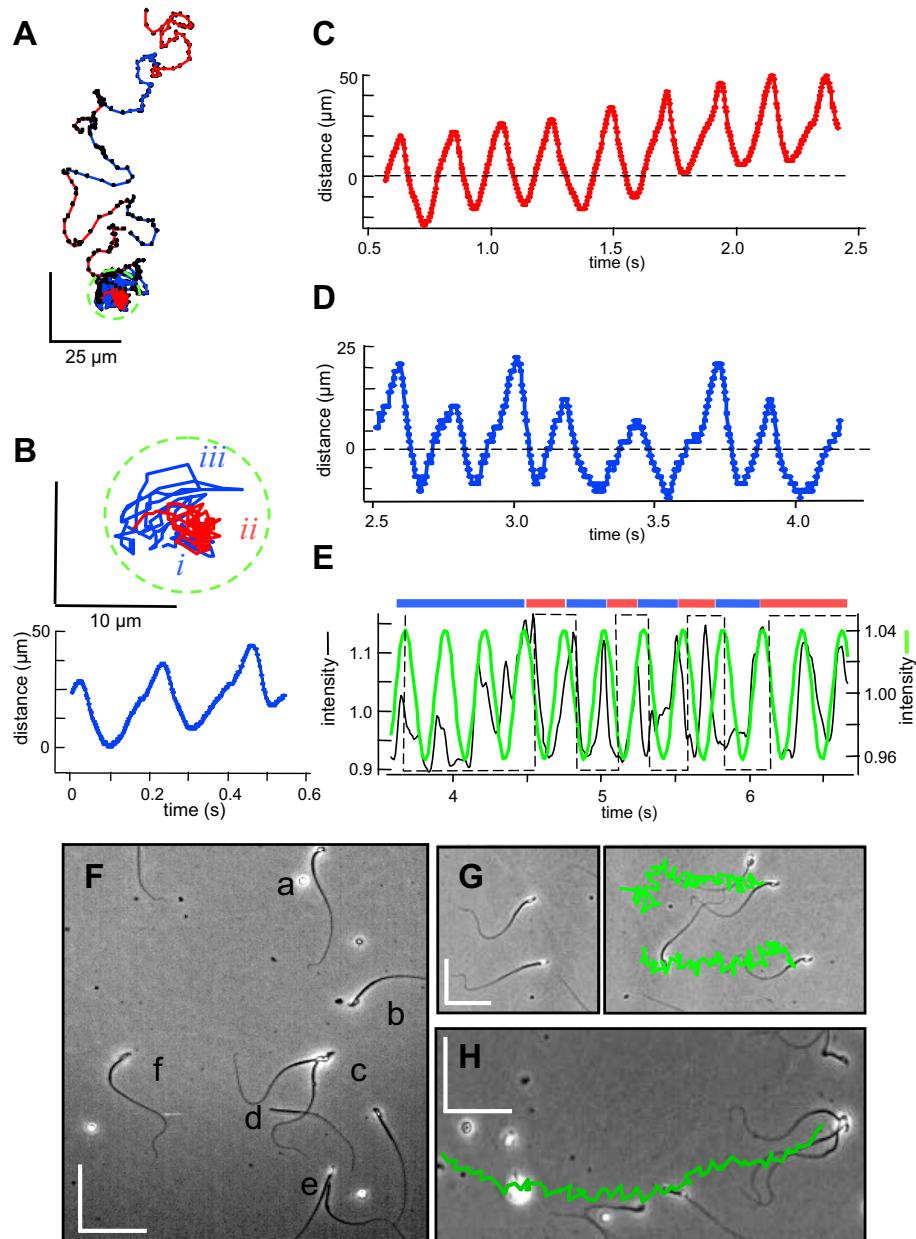 A
25 µm
B
iii
ii
i
10 µm
distance (µm)
50
0
0
0.2
0.4
0.6
time (s)
C
distance (µm)
50
0
0.5
1.0
1.5
2.0
2.5
time (s)
D
distance (µm)
25
0
2.5
3.0
3.5
4.0
time (s)
E
intensity
1.1
1.0
0.9
1.04
1.00
0.96
intensity
4
5
6
time (s)
F
a
b
c
d
e
f
G
H